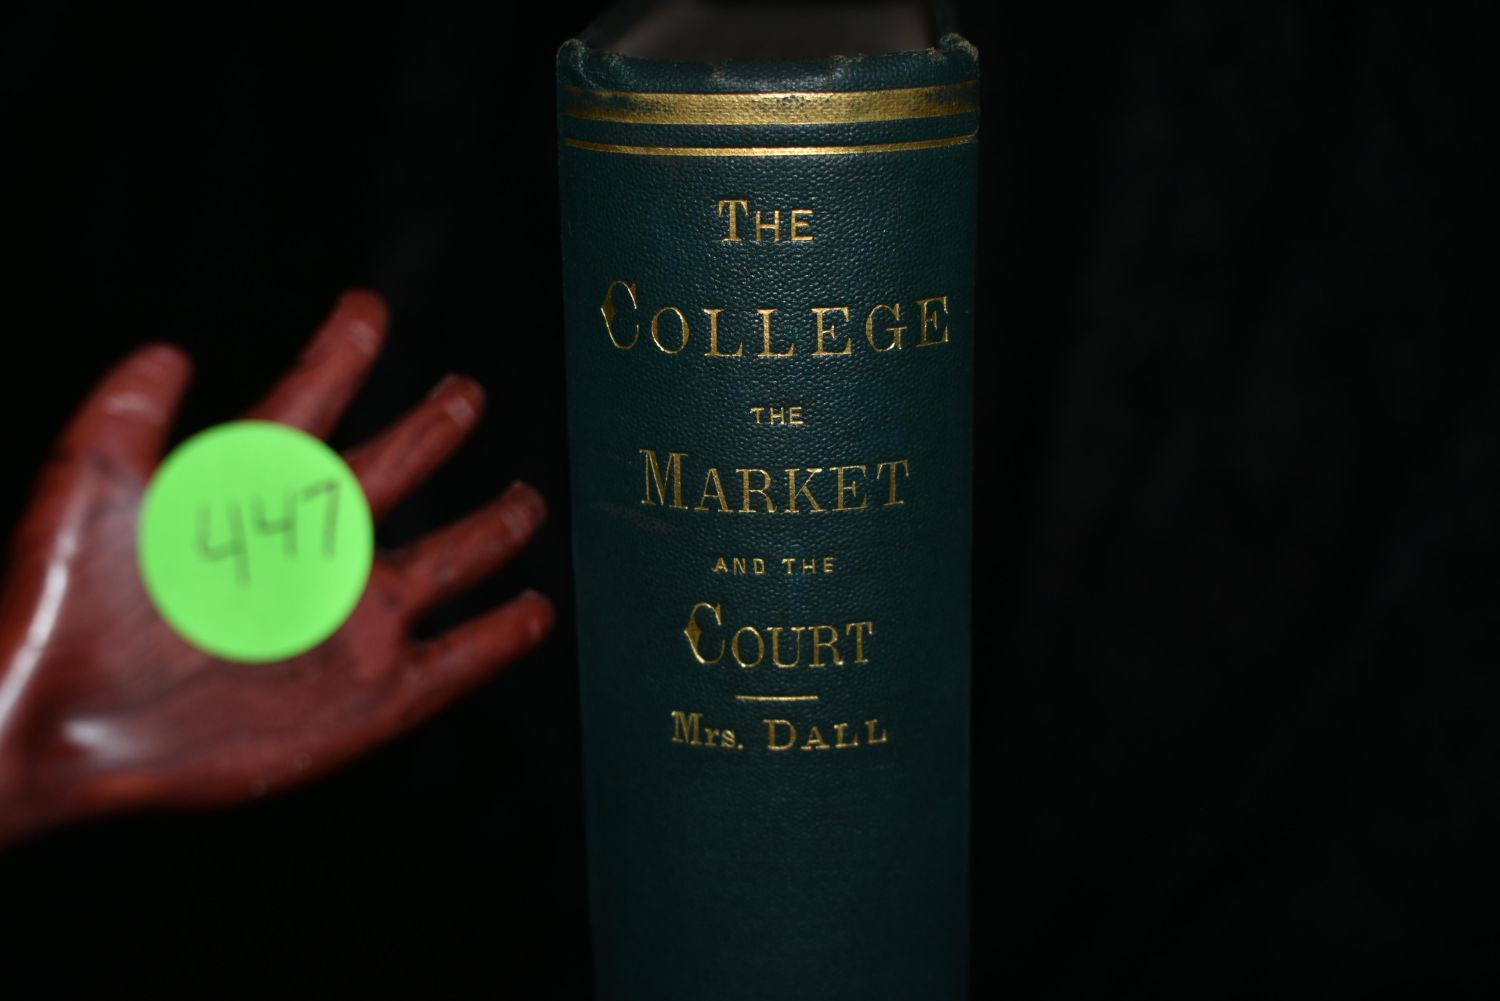 447
THE
COLLEGE
THE
MARKET
AND THE
COURT
Mrs. DALL